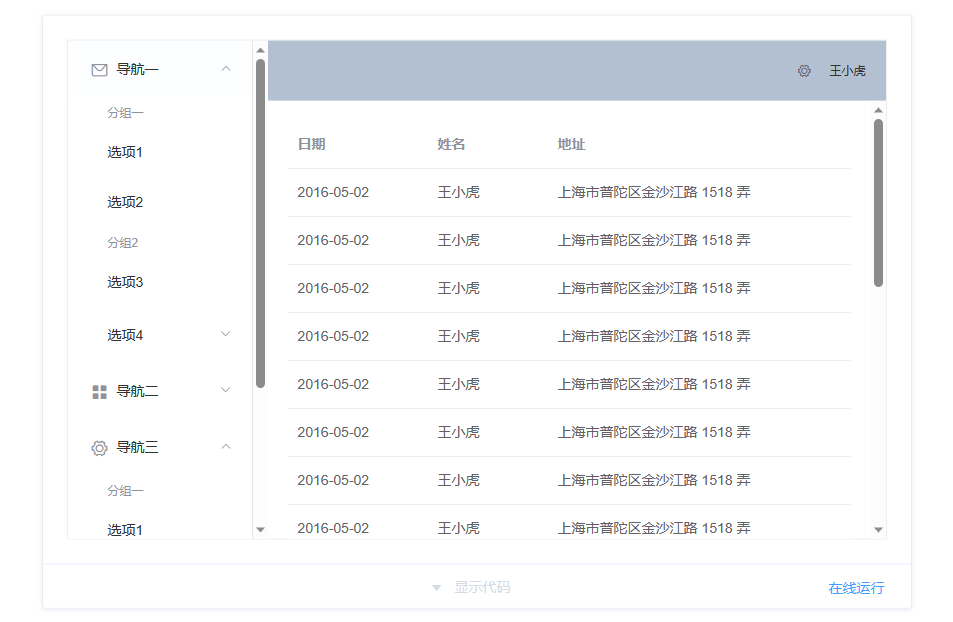 导航一
分组一
选项1
选项2
分组2
选项3
选项4
导航二
导航三
分组一
选项1
王小虎
日期 姓名 地址
2016-05-02 王小虎 上海市普陀区金沙江路 1518 弄
2016-05-02 王小虎 上海市普陀区金沙江路 1518 弄
2016-05-02 王小虎 上海市普陀区金沙江路 1518 弄
2016-05-02 王小虎 上海市普陀区金沙江路 1518 弄
2016-05-02 王小虎 上海市普陀区金沙江路 1518 弄
2016-05-02 王小虎 上海市普陀区金沙江路 1518 弄
2016-05-02 王小虎 上海市普陀区金沙江路 1518 弄
2016-05-02 王小虎 上海市普陀区金沙江路 1518 弄
显示代码
在线运行